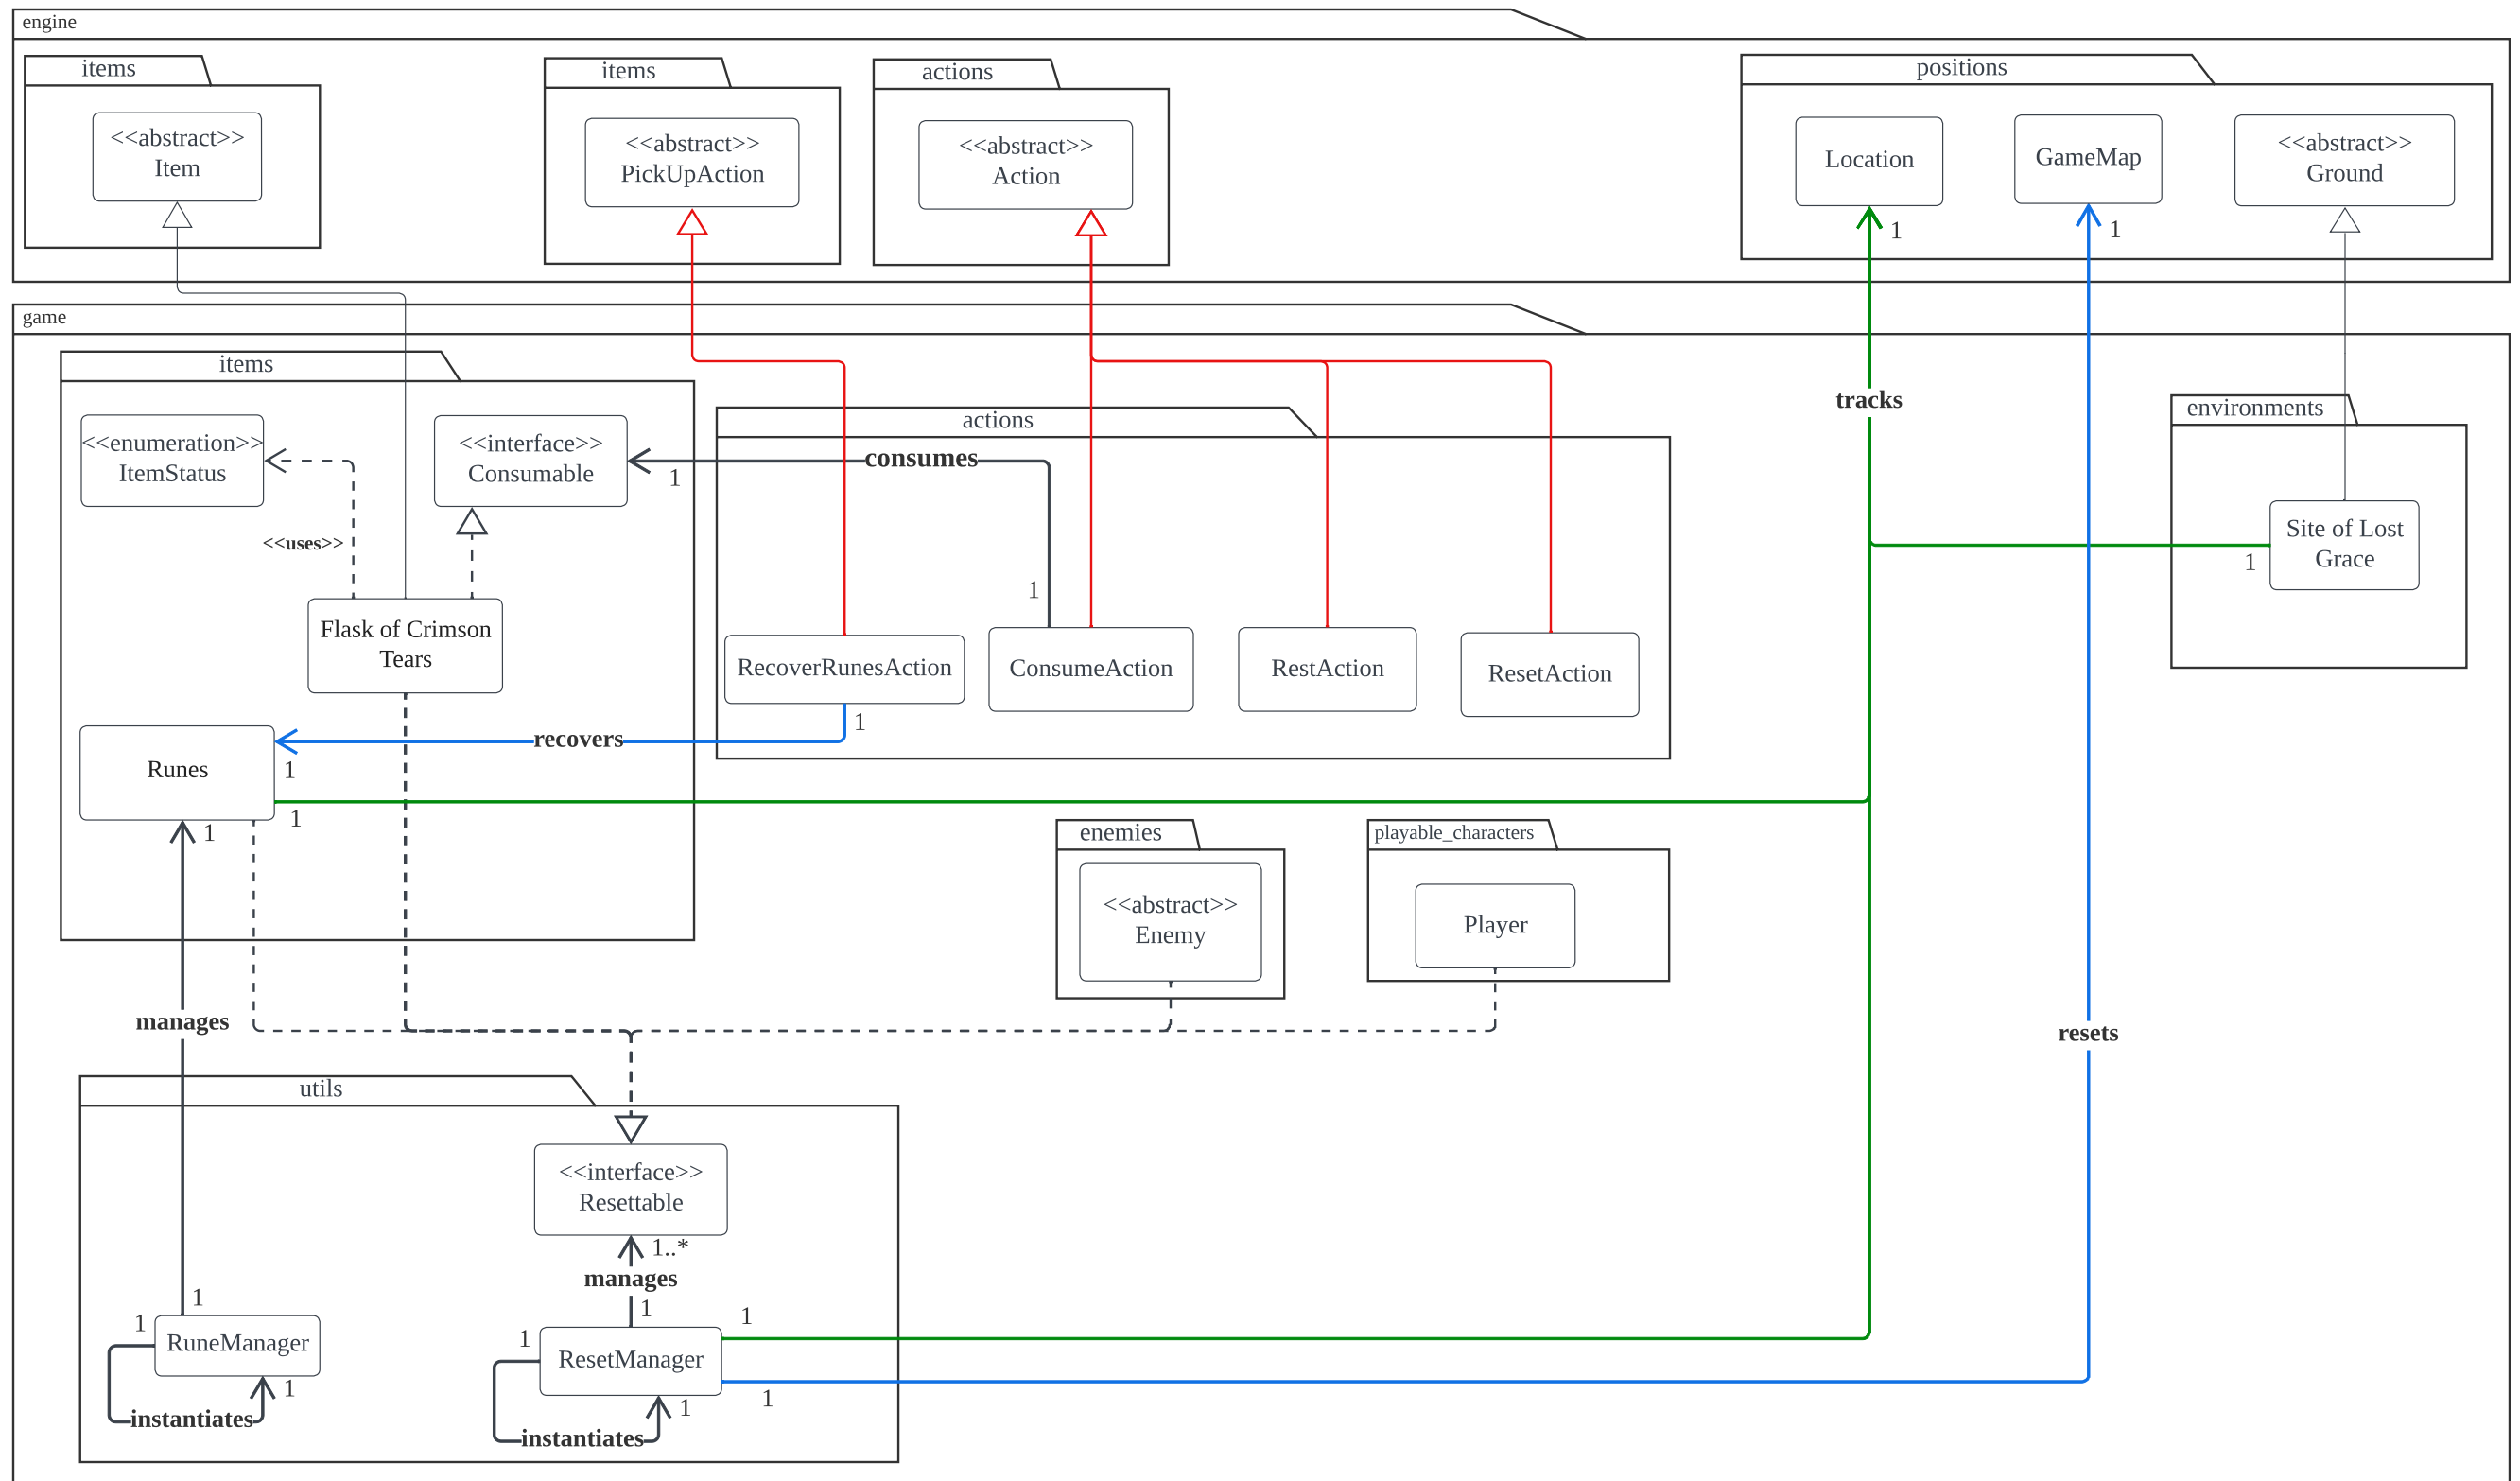 engine
items
<<abstract>>
Item
items
<<abstract>>
PickUpAction
actions
<<abstract>>
Action
positions
Location
GameMap
<<abstract>>
Ground
1
1
game
items
<<enumeration>>
ItemStatus
<<interface>>
Consumable
<<uses>>
Flask of Crimson
Tears
Runes
1
1
1
actions
consumes
1
1
RecoverRunesAction
ConsumeAction
RestAction
ResetAction
1
recovers
tracks
environments
Site of Lost
Grace
1
enemies
<<abstract>>
Enemy
playable_characters
Player
manages
resets
utils
<<interface>>
Resettable
1..*
manages
1
1
1
RuneManager
1
instantiates
1
ResetManager
1
1
1
instantiates